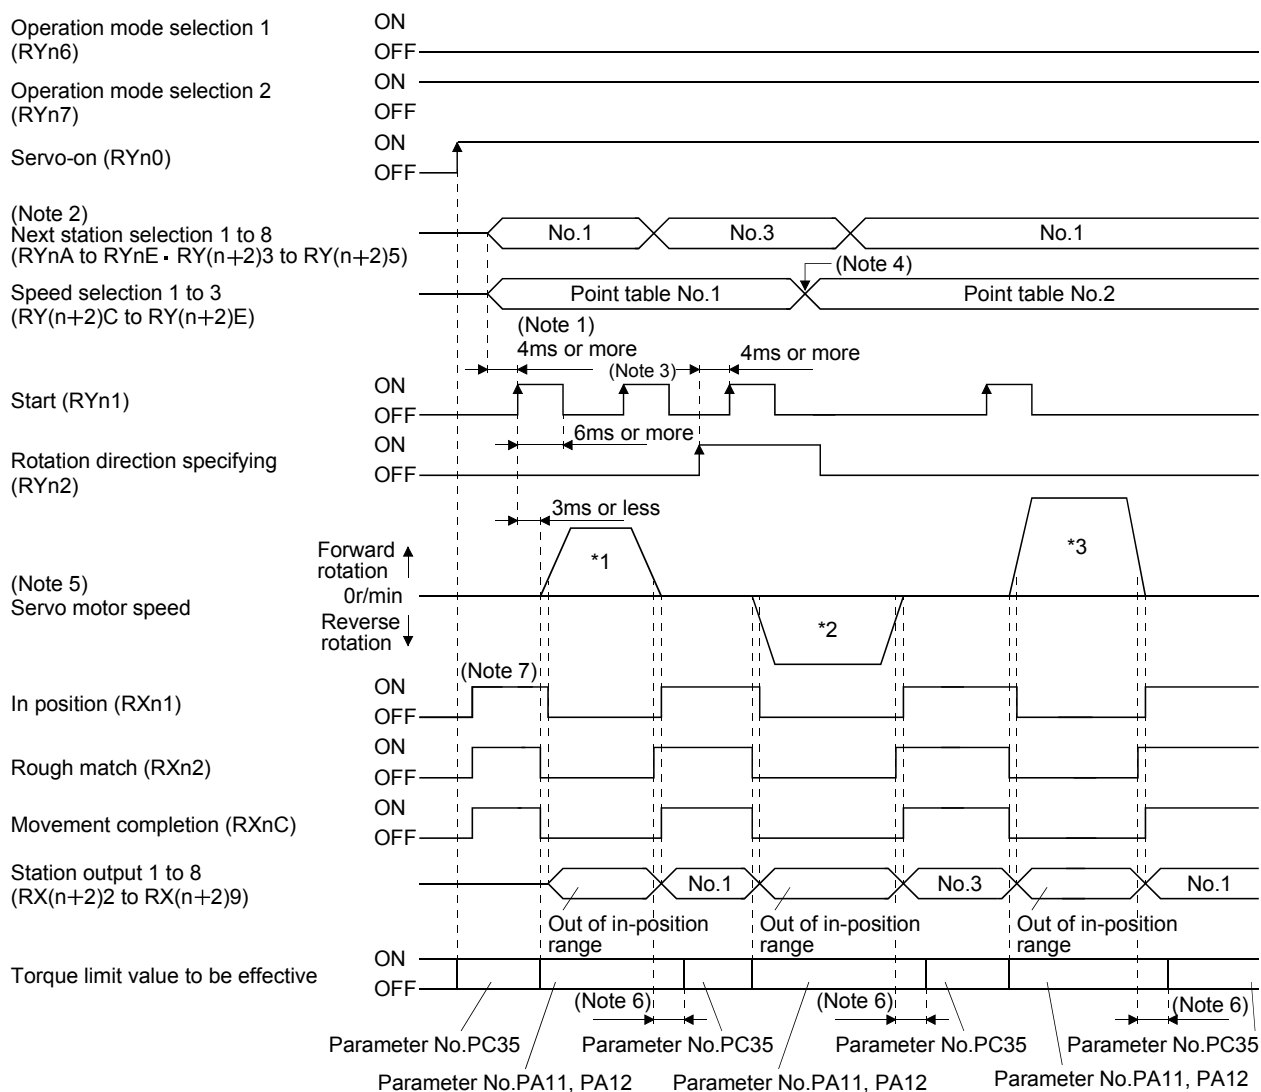 Operation mode selection 1
(RYn6)
ON
OFF
Operation mode selection 2
(RYn7)
ON
OFF
Servo-on (RYn0)
ON
OFF
(Note 2)
Next station selection 1 to 8
(RYnA to RYnE · RY(n+2)3 to RY(n+2)5)
No.1
No.3
No.1
(Note 4)
Speed selection 1 to 3
(RY(n+2)C to RY(n+2)E)
Point table No.1
Point table No.2
(Note 1)
4ms or more
(Note 3)
4ms or more
Start (RYn1)
ON
OFF
6ms or more
Rotation direction specifying
(RYn2)
ON
OFF
3ms or less
(Note 5)
Servo motor speed
Forward
rotation
0r/min
Reverse
rotation
*1
*2
*3
(Note 7)
In position (RXn1)
ON
OFF
Rough match (RXn2)
ON
OFF
Movement completion (RXnC)
ON
OFF
Station output 1 to 8
(RX(n+2)2 to RX(n+2)9)
No.1
No.3
No.1
Out of in-position
range
Out of in-position
range
Out of in-position
range
Torque limit value to be effective
ON
OFF
(Note 6)
(Note 6)
(Note 6)
Parameter No.PC35
Parameter No.PC35
Parameter No.PC35
Parameter No.PC35
Parameter No.PA11, PA12
Parameter No.PA11, PA12
Parameter No.PA11, PA12